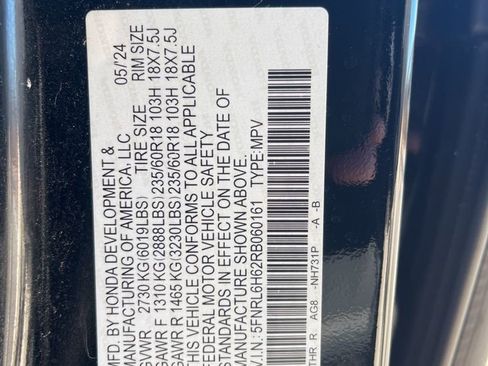 MFD. BY HONDA DEVELOPMENT & 05/'24
MANUFACTURING OF AMERICA, LLC
GVWR 2730 KG(6019LBS) TIRE SIZE RIM SIZE
GAWR F 1310 KG(2888LBS)235/60R18 103H 18X7.5J
GAWR R 1465 KG(3230LBS)235/60R18 103H 18X7.5J
THIS VEHICLE CONFORMS TO ALL APPLICABLE
FEDERAL MOTOR VEHICLE SAFETY
STANDARDS IN EFFECT ON THE DATE OF
MANUFACTURE SHOWN ABOVE.
V.I.N.: 5FNRL6H62RB060161 TYPE:MPV
THR R AG8 -NH731P -A -B